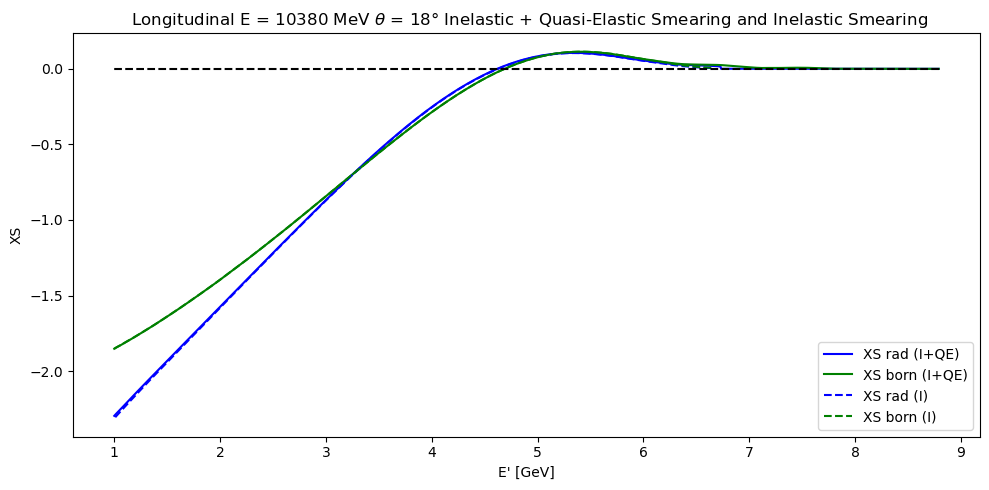 Longitudinal E = 10380 MeV θ = 18° Inelastic + Quasi-Elastic Smearing and Inelastic Smearing
XS
0.0
−0.5
−1.0
−1.5
−2.0
XS rad (I+QE)
XS born (I+QE)
XS rad (I)
XS born (I)
1 2 3 4 5 6 7 8 9
E' [GeV]